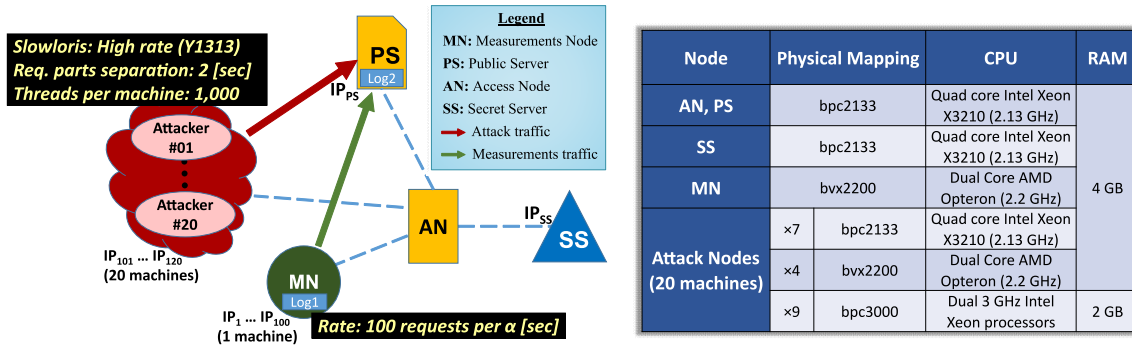 Slowloris: High rate (Y1313)
Req. parts separation: 2 [sec]
Threads per machine: 1,000
Attacker
#01
Attacker
#20
IP101 ... IP120
(20 machines)
PS
Log2
IPPS
AN
IPSS
SS
MN
Log1
IP1 ... IP100
(1 machine)
Rate: 100 requests per α [sec]
Legend
MN: Measurements Node
PS: Public Server
AN: Access Node
SS: Secret Server
Attack traffic
Measurements traffic
Node Physical Mapping CPU RAM
AN, PS bpc2133 Quad core Intel Xeon
X3210 (2.13 GHz)
SS bpc2133 Quad core Intel Xeon
X3210 (2.13 GHz)
MN bvx2200 Dual Core AMD
Opteron (2.2 GHz)
4 GB
Attack Nodes
(20 machines)
×7 bpc2133 Quad core Intel Xeon
X3210 (2.13 GHz)
×4 bvx2200 Dual Core AMD
Opteron (2.2 GHz)
×9 bpc3000 Dual 3 GHz Intel
Xeon processors
2 GB